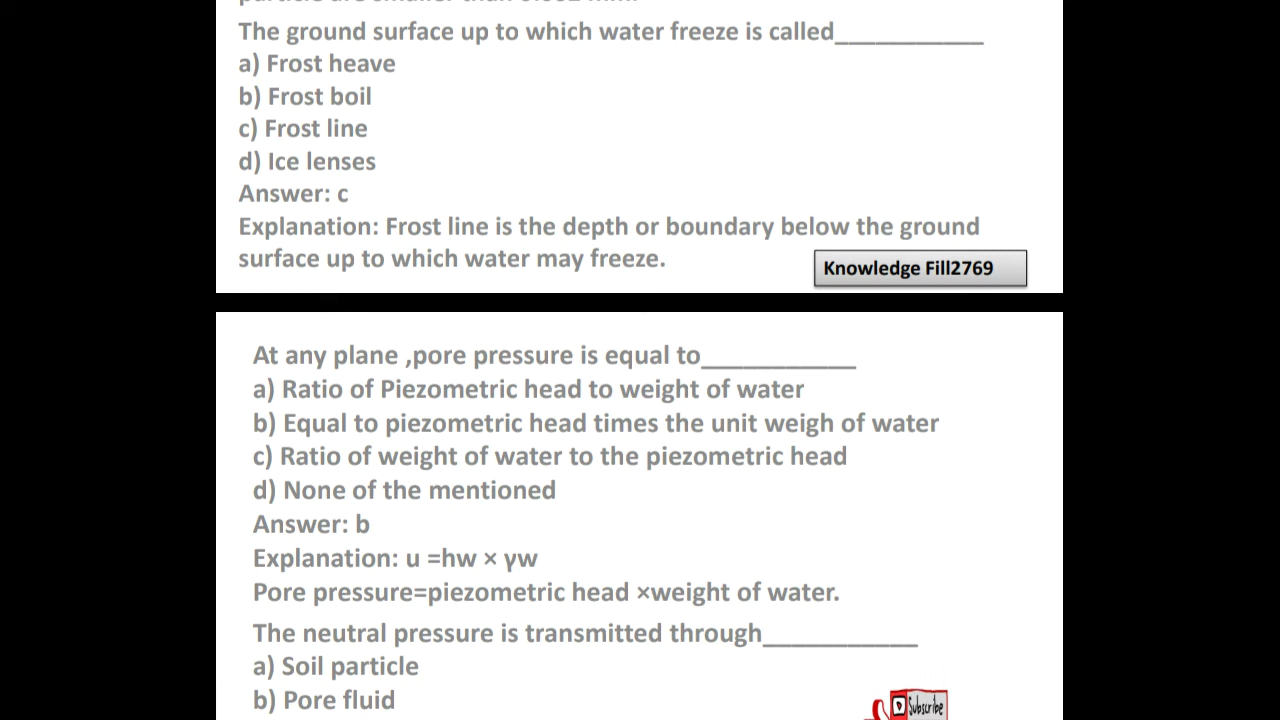 The ground surface up to which water freeze is called___________
a) Frost heave
b) Frost boil
c) Frost line
d) Ice lenses
Answer: c
Explanation: Frost line is the depth or boundary below the ground
surface up to which water may freeze.
Knowledge Fill2769
At any plane ,pore pressure is equal to___________
a) Ratio of Piezometric head to weight of water
b) Equal to piezometric head times the unit weigh of water
c) Ratio of weight of water to the piezometric head
d) None of the mentioned
Answer: b
Explanation: u =hw × γw
Pore pressure=piezometric head ×weight of water.
The neutral pressure is transmitted through___________
a) Soil particle
b) Pore fluid
Subscribe